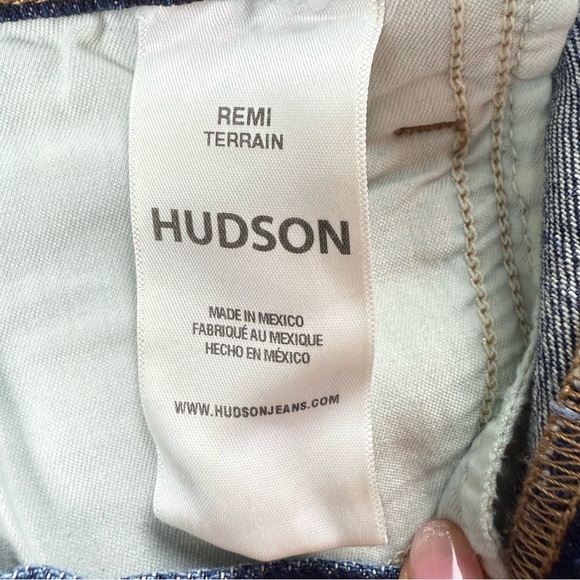 REMI
TERRAIN
HUDSON
MADE IN MEXICO
FABRIQUÉ AU MEXIQUE
HECHO EN MÉXICO
WWW.HUDSONJEANS.COM